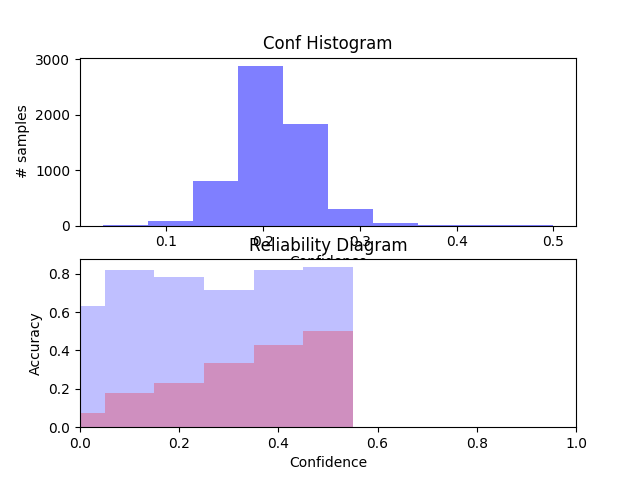 Conf Histogram
3000
2000
1000
0
# samples
0.1 0.2 0.3 0.4 0.5
Confidence
Reliability Diagram
0.8
0.6
0.4
0.2
0.0
Accuracy
0.0 0.2 0.4 0.6 0.8 1.0
Confidence